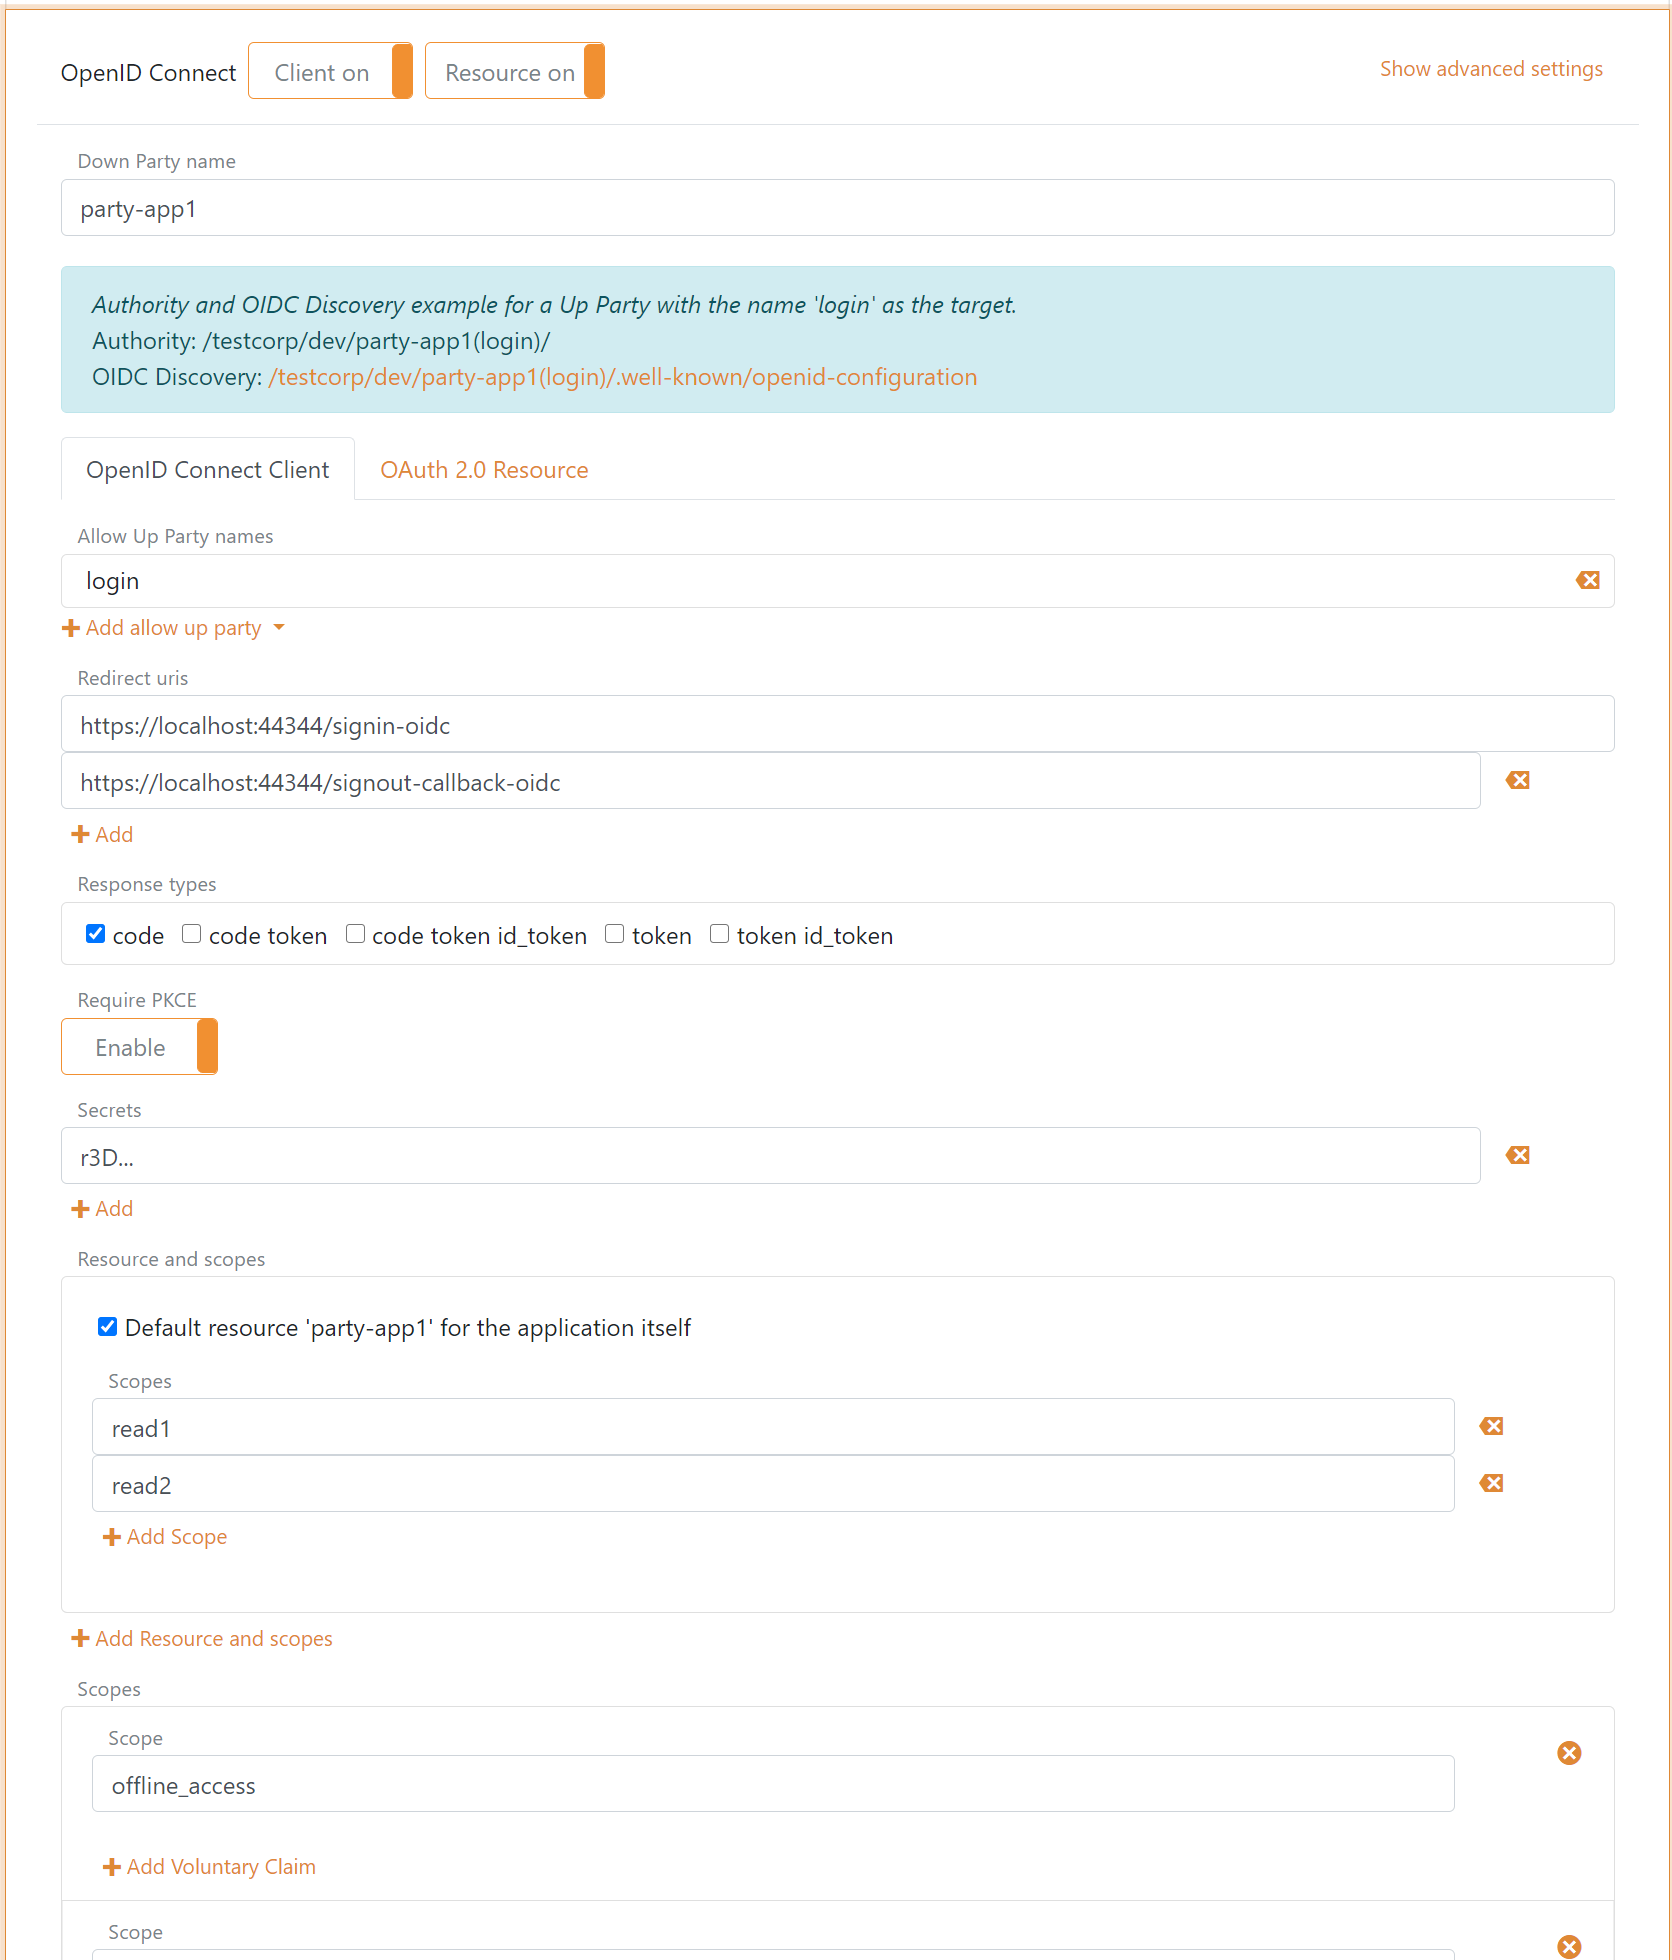 OpenID Connect Client on Resource on Show advanced settings
Down Party name
party-app1
Authority and OIDC Discovery example for a Up Party with the name 'login' as the target.
Authority: /testcorp/dev/party-app1(login)/
OIDC Discovery: /testcorp/dev/party-app1(login)/.well-known/openid-configuration
OpenID Connect Client OAuth 2.0 Resource
Allow Up Party names
login
Add allow up party
Redirect uris
https://localhost:44344/signin-oidc
https://localhost:44344/signout-callback-oidc
Add
Response types
code code token code token id_token token token id_token
Require PKCE
Enable
Secrets
r3D...
Add
Resource and scopes
Default resource 'party-app1' for the application itself
Scopes
read1
read2
Add Scope
Add Resource and scopes
Scopes
Scope
offline_access
Add Voluntary Claim
Scope